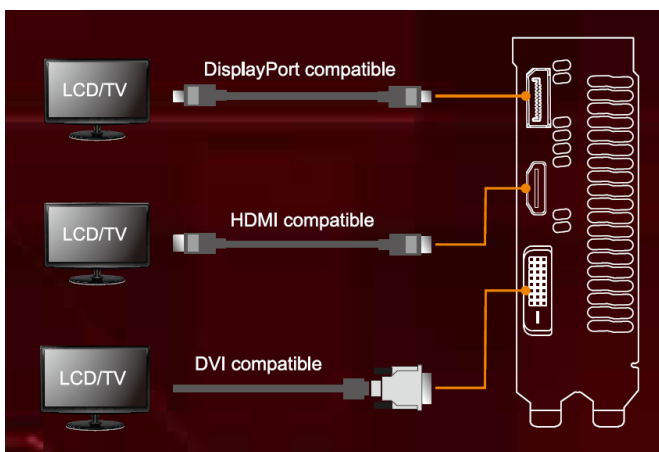 DisplayPort compatible
LCD/TV
HDMI compatible
LCD/TV
DVI compatible
LCD/TV